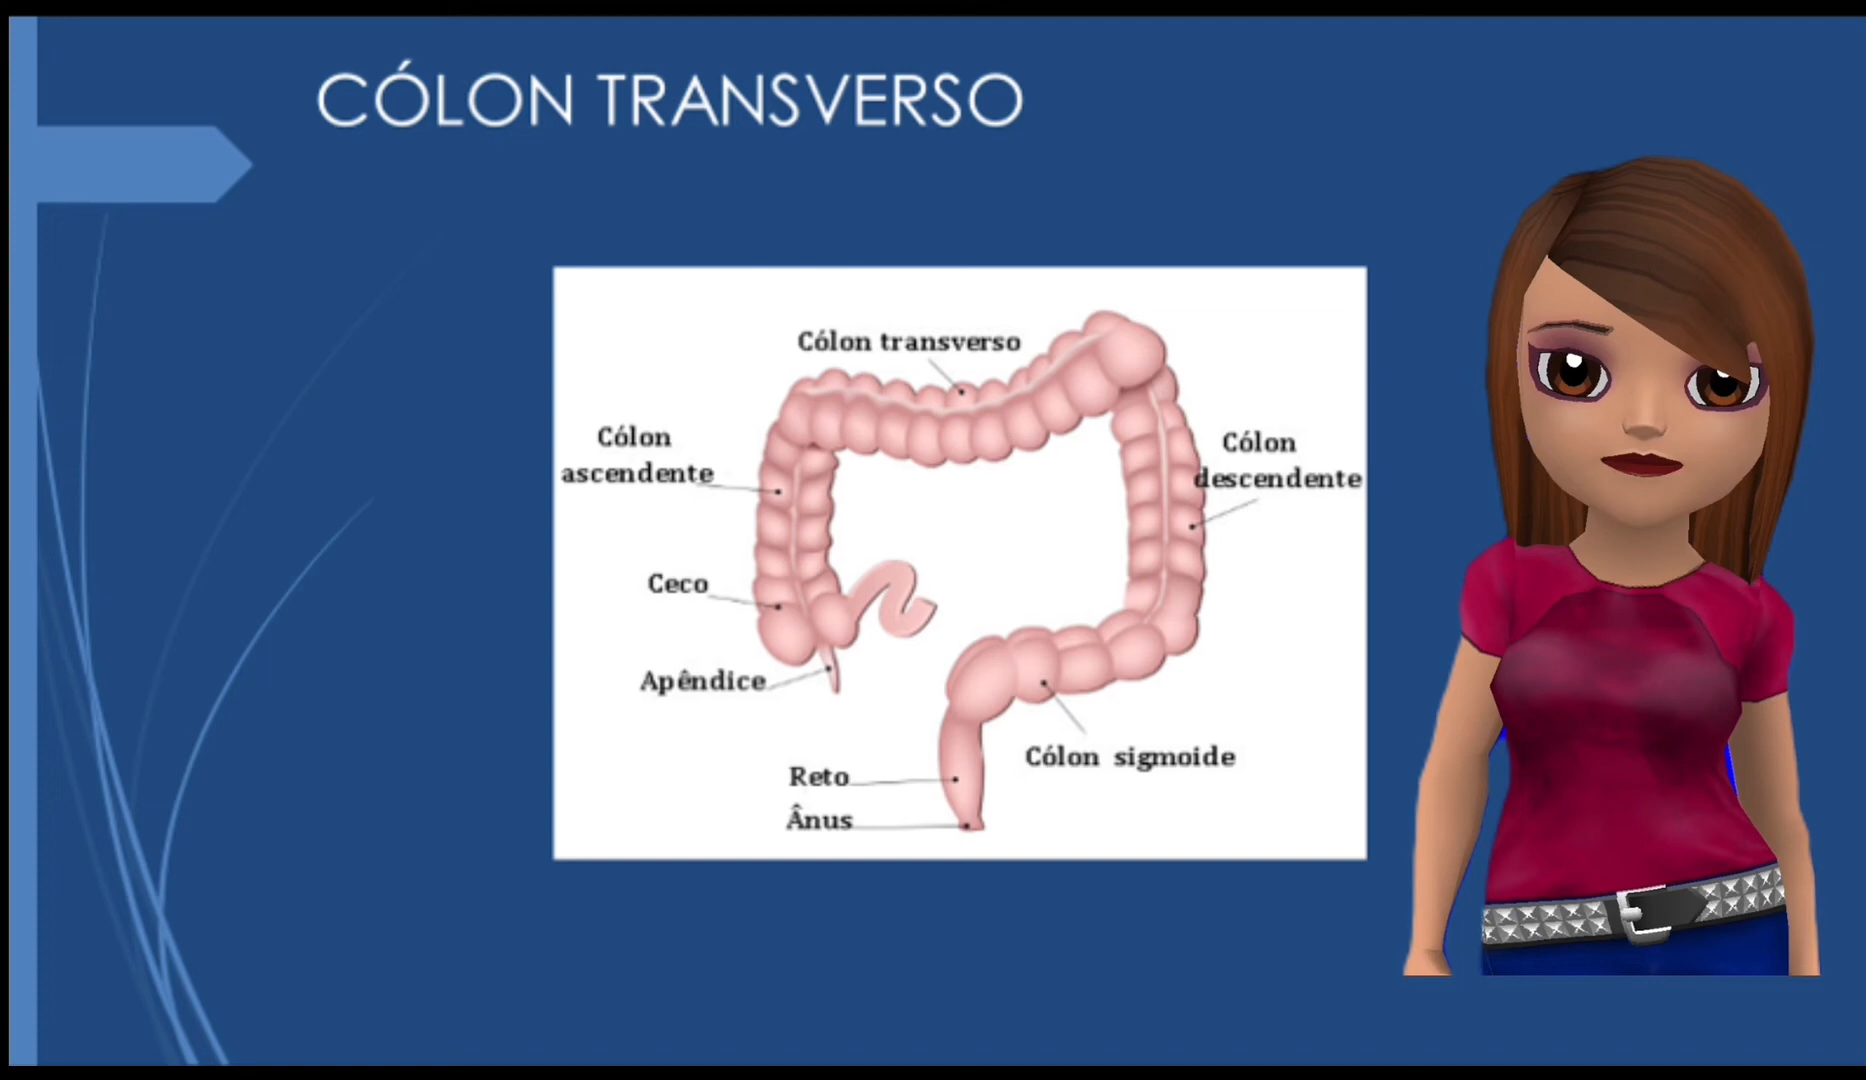 CÓLON TRANSVERSO
Cólon transverso
Cólon
ascendente
Cólon
descendente
Ceco
Apêndice
Cólon sigmoide
Reto
Ânus